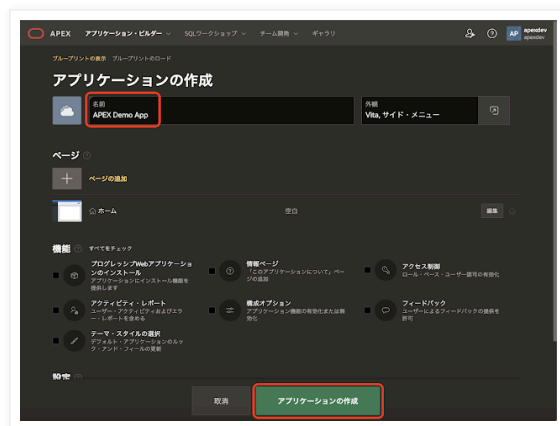 APEX アプリケーション・ビルダー SQLワークショップ チーム開発 ギャラリ AP apexdev
apexdev
ブループリントの表示 ブループリントのロード
アプリケーションの作成
名前
APEX Demo App
外観
Vita, サイド・メニュー
ページ
ページの追加
ホーム 空白 編集
機能 すべてをチェック
プログレッシブWebアプリケーションのインストール
アプリケーションにインストール機能を提供します
情報ページ
「このアプリケーションについて」ページの追加
アクセス制御
ロール・ベース・ユーザー認可の有効化
アクティビティ・レポート
ユーザー・アクティビティおよびエラー・レポートを含める
構成オプション
アプリケーション機能の有効化または無効化
フィードバック
ユーザーによるフィードバックの提供を許可
テーマ・スタイルの選択
デフォルト・アプリケーションのルック・アンド・フィールの更新
設定
取消 アプリケーションの作成